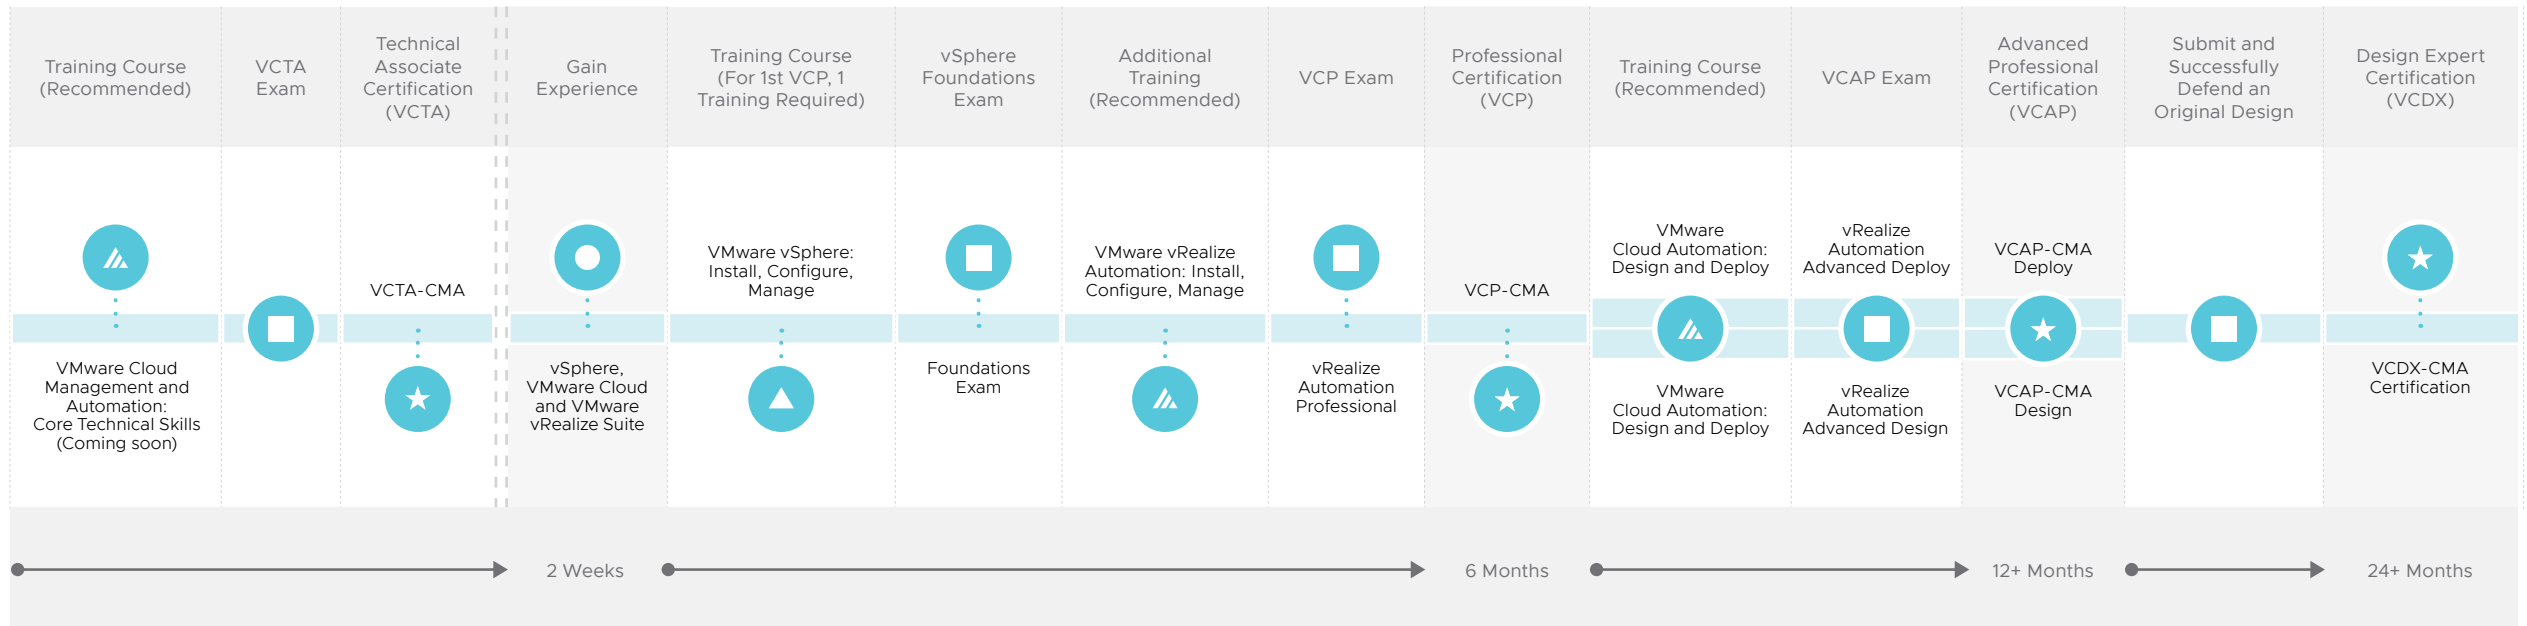 Training Course
(Recommended)
VCTA
Exam
Technical
Associate
Certification
(VCTA)
Gain
Experience
Training Course
(For 1st VCP, 1
Training Required)
vSphere
Foundations
Exam
Additional
Training
(Recommended)
VCP Exam
Professional
Certification
(VCP)
Training Course
(Recommended)
VCAP Exam
Advanced
Professional
Certification
(VCAP)
Submit and
Successfully
Defend an
Original Design
Design Expert
Certification
(VCDX)
VMware Cloud
Management and
Automation:
Core Technical Skills
(Coming soon)
VCTA-CMA
vSphere,
VMware Cloud
and VMware
vRealize Suite
VMware vSphere:
Install, Configure,
Manage
Foundations
Exam
VMware vRealize
Automation: Install,
Configure, Manage
vRealize
Automation
Professional
VCP-CMA
VMware
Cloud Automation:
Design and Deploy
VMware
Cloud Automation:
Design and Deploy
vRealize
Automation
Advanced Deploy
vRealize
Automation
Advanced Design
VCAP-CMA
Deploy
VCAP-CMA
Design
VCDX-CMA
Certification
2 Weeks
6 Months
12+ Months
24+ Months